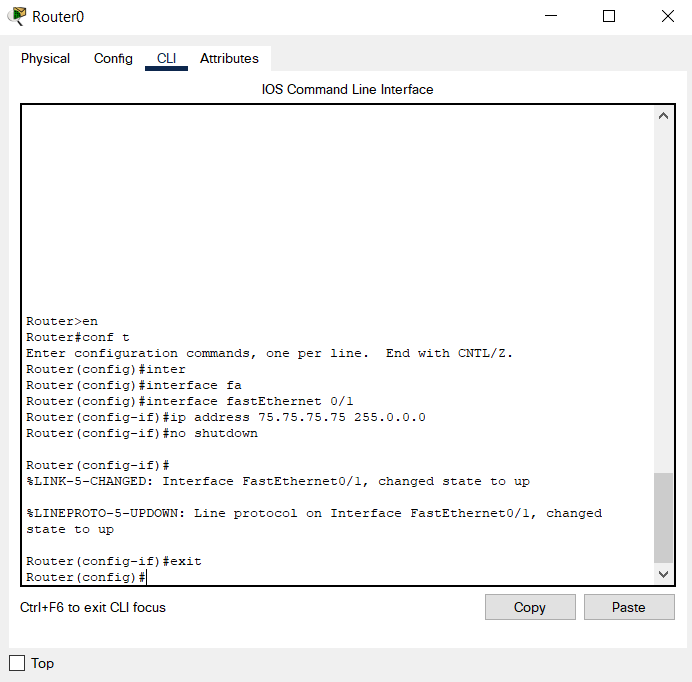 Router0
Physical Config CLI Attributes
IOS Command Line Interface
Router>en
Router#conf t
Enter configuration commands, one per line.  End with CNTL/Z.
Router(config)#inter
Router(config)#interface fa
Router(config)#interface fastEthernet 0/1
Router(config-if)#ip address 75.75.75.75 255.0.0.0
Router(config-if)#no shutdown
Router(config-if)#
%LINK-5-CHANGED: Interface FastEthernet0/1, changed state to up
%LINEPROTO-5-UPDOWN: Line protocol on Interface FastEthernet0/1, changed
state to up
Router(config-if)#exit
Router(config)#
Ctrl+F6 to exit CLI focus
Copy
Paste
Top